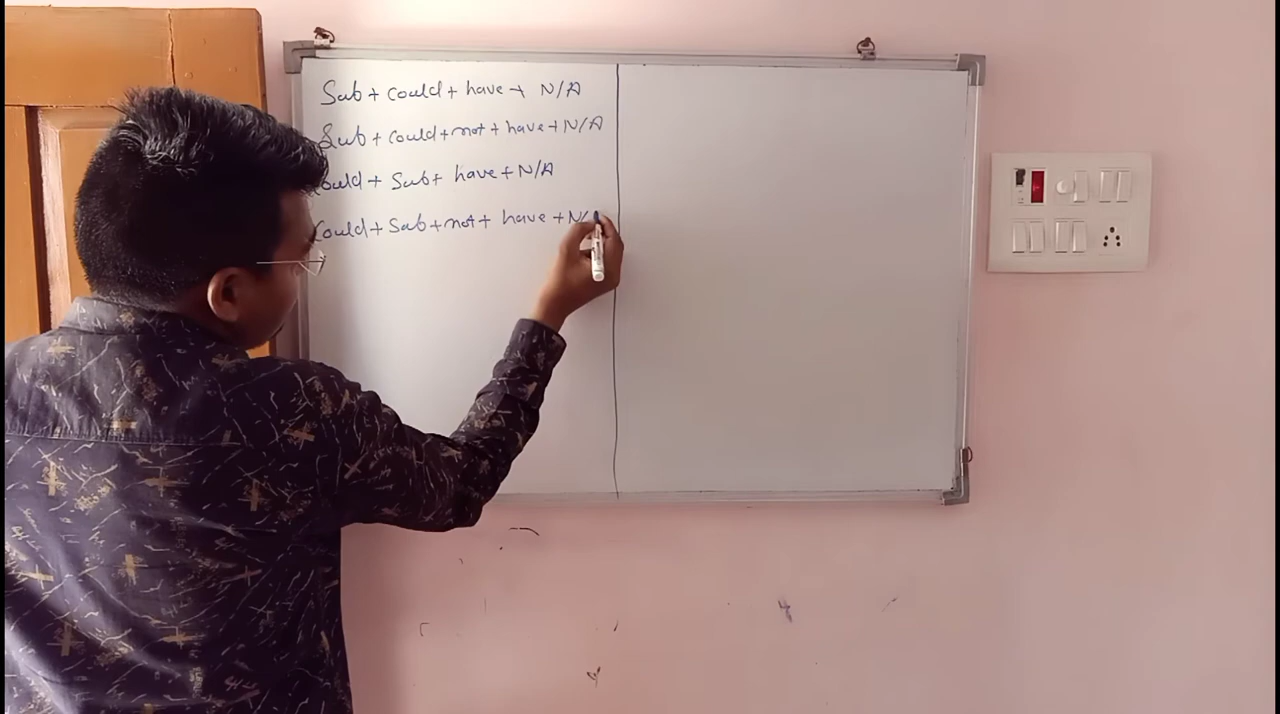 Sub + could + have + N/A
Sub + could + not + have + N/A
Could + Sub + have + N/A
Could + Sub + not + have + N/A